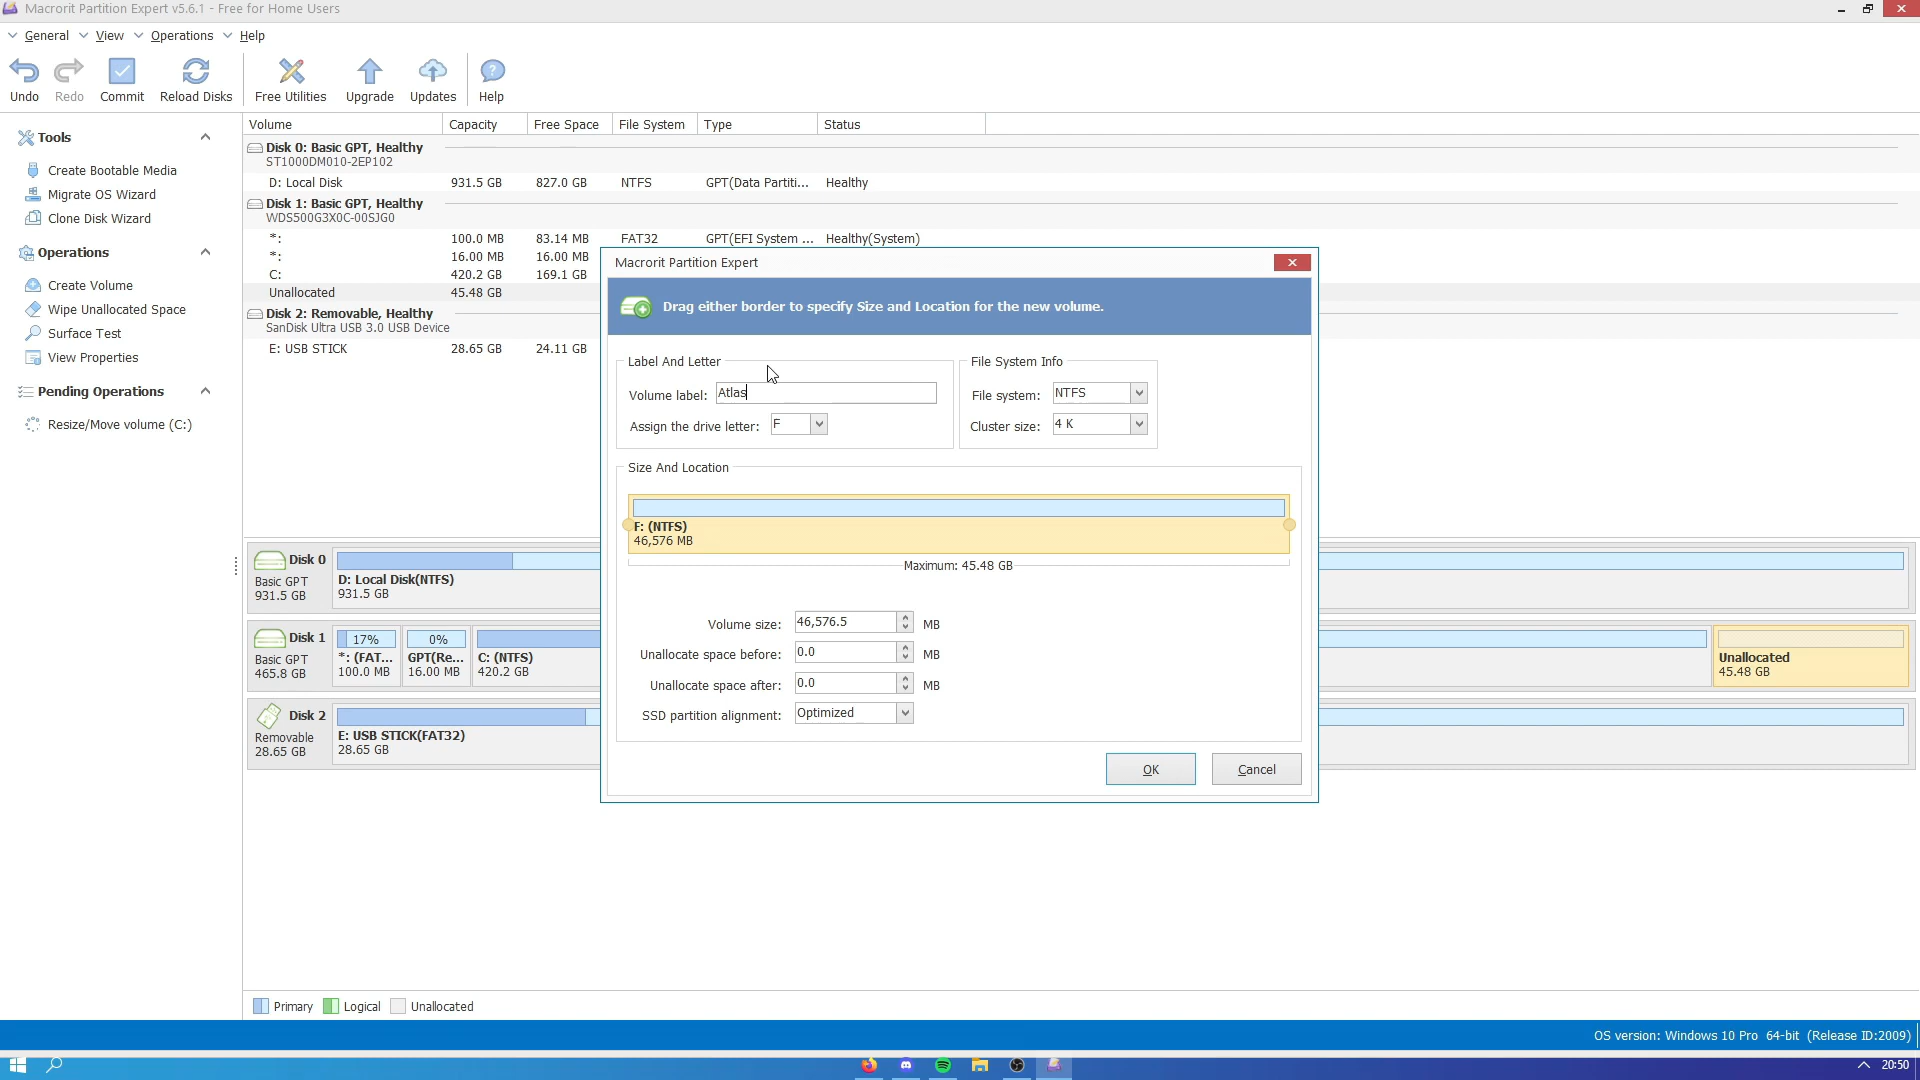 Macrorit Partition Expert v5.6.1 - Free for Home Users
General View Operations Help
Undo Redo Commit Reload Disks Free Utilities Upgrade Updates Help
Tools
Create Bootable Media
Migrate OS Wizard
Clone Disk Wizard
Operations
Create Volume
Wipe Unallocated Space
Surface Test
View Properties
Pending Operations
Resize/Move volume (C:)
Volume Capacity Free Space File System Type Status
Disk 0: Basic GPT, Healthy
ST1000DM010-2EP102
D: Local Disk 931.5 GB 827.0 GB NTFS GPT(Data Partiti... Healthy
Disk 1: Basic GPT, Healthy
WDS500G3X0C-00SJG0
*: 100.0 MB 83.14 MB FAT32 GPT(EFI System ... Healthy(System)
*: 16.00 MB 16.00 MB
C: 420.2 GB 169.1 GB
Unallocated 45.48 GB
Disk 2: Removable, Healthy
SanDisk Ultra USB 3.0 USB Device
E: USB STICK 28.65 GB 24.11 GB
Macrorit Partition Expert
Drag either border to specify Size and Location for the new volume.
Label And Letter
Volume label: Atlas
Assign the drive letter: F
File System Info
File system: NTFS
Cluster size: 4 K
Size And Location
F: (NTFS)
46,576 MB
Maximum: 45.48 GB
Volume size: 46,576.5 MB
Unallocate space before: 0.0 MB
Unallocate space after: 0.0 MB
SSD partition alignment: Optimized
OK Cancel
Disk 0
Basic GPT
931.5 GB
D: Local Disk(NTFS)
931.5 GB
Disk 1
Basic GPT
465.8 GB
17%
*: (FAT...
100.0 MB
0%
GPT(Re...
16.00 MB
C: (NTFS)
420.2 GB
Unallocated
45.48 GB
Disk 2
Removable
28.65 GB
E: USB STICK(FAT32)
28.65 GB
Primary Logical Unallocated
OS version: Windows 10 Pro 64-bit (Release ID:2009)
20:50